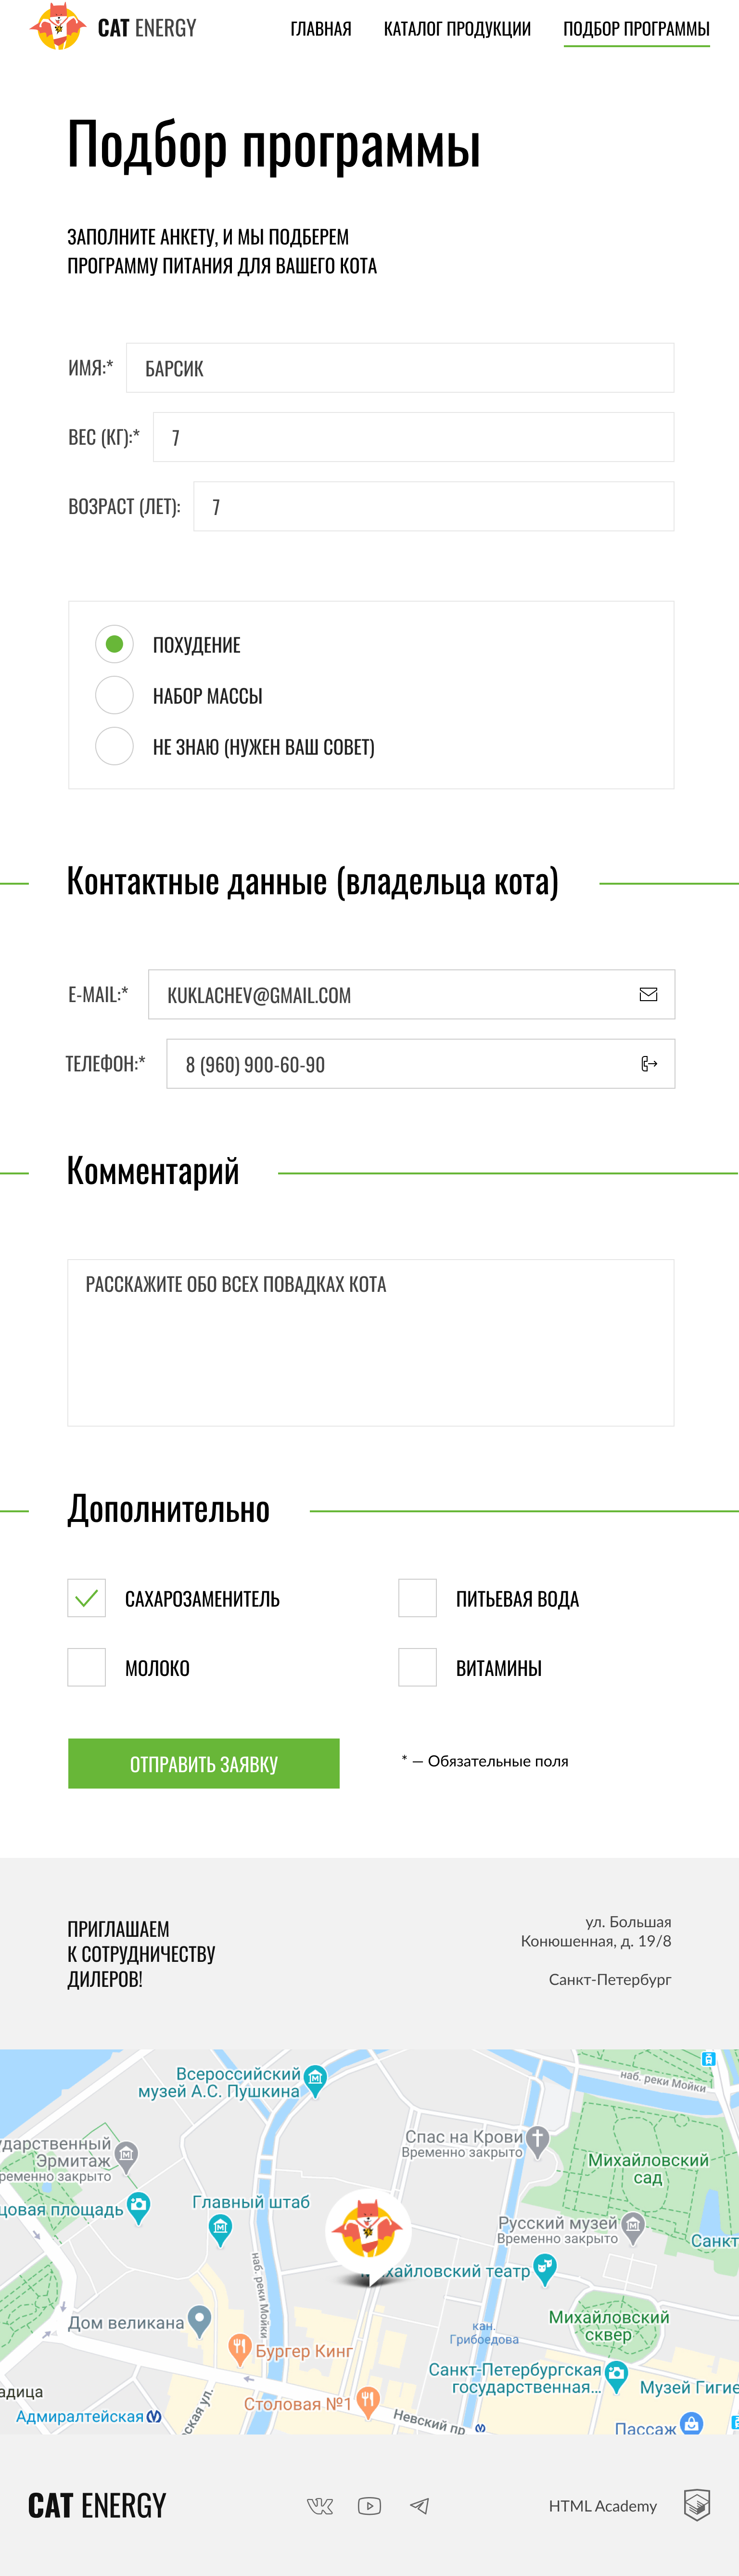 CAT ENERGY
ГЛАВНАЯ
КАТАЛОГ ПРОДУКЦИИ
ПОДБОР ПРОГРАММЫ
Подбор программы
ЗАПОЛНИТЕ АНКЕТУ, И МЫ ПОДБЕРЕМ
ПРОГРАММУ ПИТАНИЯ ДЛЯ ВАШЕГО КОТА
ИМЯ:* БАРСИК
ВЕС (КГ):* 7
ВОЗРАСТ (ЛЕТ): 7
ПОХУДЕНИЕ
НАБОР МАССЫ
НЕ ЗНАЮ (НУЖЕН ВАШ СОВЕТ)
Контактные данные (владельца кота)
E-MAIL:* KUKLACHEV@GMAIL.COM
ТЕЛЕФОН:* 8 (960) 900-60-90
Комментарий
РАССКАЖИТЕ ОБО ВСЕХ ПОВАДКАХ КОТА
Дополнительно
САХАРОЗАМЕНИТЕЛЬ
ПИТЬЕВАЯ ВОДА
МОЛОКО
ВИТАМИНЫ
ОТПРАВИТЬ ЗАЯВКУ
* — Обязательные поля
ПРИГЛАШАЕМ
К СОТРУДНИЧЕСТВУ
ДИЛЕРОВ!
ул. Большая
Конюшенная, д. 19/8
Санкт-Петербург
Всероссийский
музей А.С. Пушкина
наб. реки Мойки
Спас на Крови
Временно закрыто
ударственный
Эрмитаж
ременно закрыто
Михайловский
сад
цовая площадь
Главный штаб
Русский музей
Временно закрыто
Санкт
хайловский театр
наб. реки Мойки
Дом великана
Михайловский
сквер
кан.
Грибоедова
Бургер Кинг
Санкт-Петербургская
государственная...
Музей Гигие
адица
Столовая №1
Адмиралтейская
ская ул.
Невский пр
Пассаж
CAT ENERGY
HTML Academy